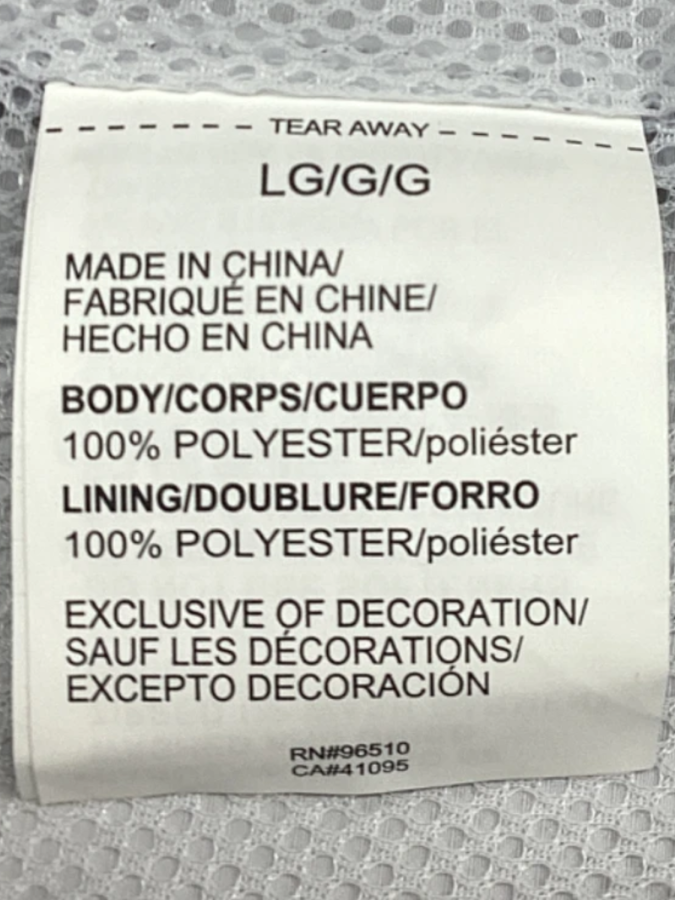 TEAR AWAY
LG/G/G
MADE IN CHINA/
FABRIQUÉ EN CHINE/
HECHO EN CHINA
BODY/CORPS/CUERPO
100% POLYESTER/poliéster
LINING/DOUBLURE/FORRO
100% POLYESTER/poliéster
EXCLUSIVE OF DECORATION/
SAUF LES DÉCORATIONS/
EXCEPTO DECORACIÓN
RN#96510
CA#41095